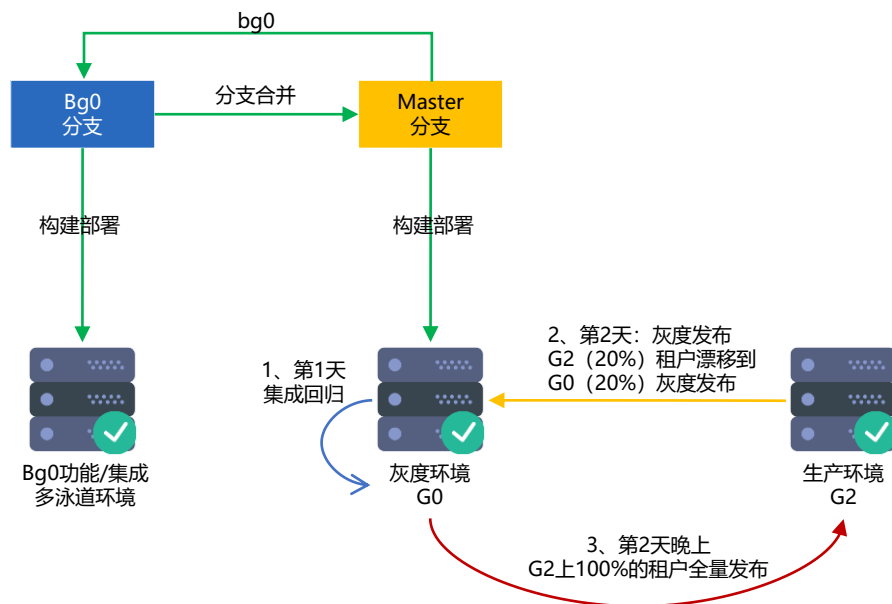 bg0
Bg0
分支
分支合并
Master
分支
构建部署
构建部署
1、第1天
集成回归
2、第2天：灰度发布
G2（20%）租户漂移到
G0（20%）灰度发布
Bg0功能/集成
多泳道环境
灰度环境
G0
生产环境
G2
3、第2天晚上
G2上100%的租户全量发布